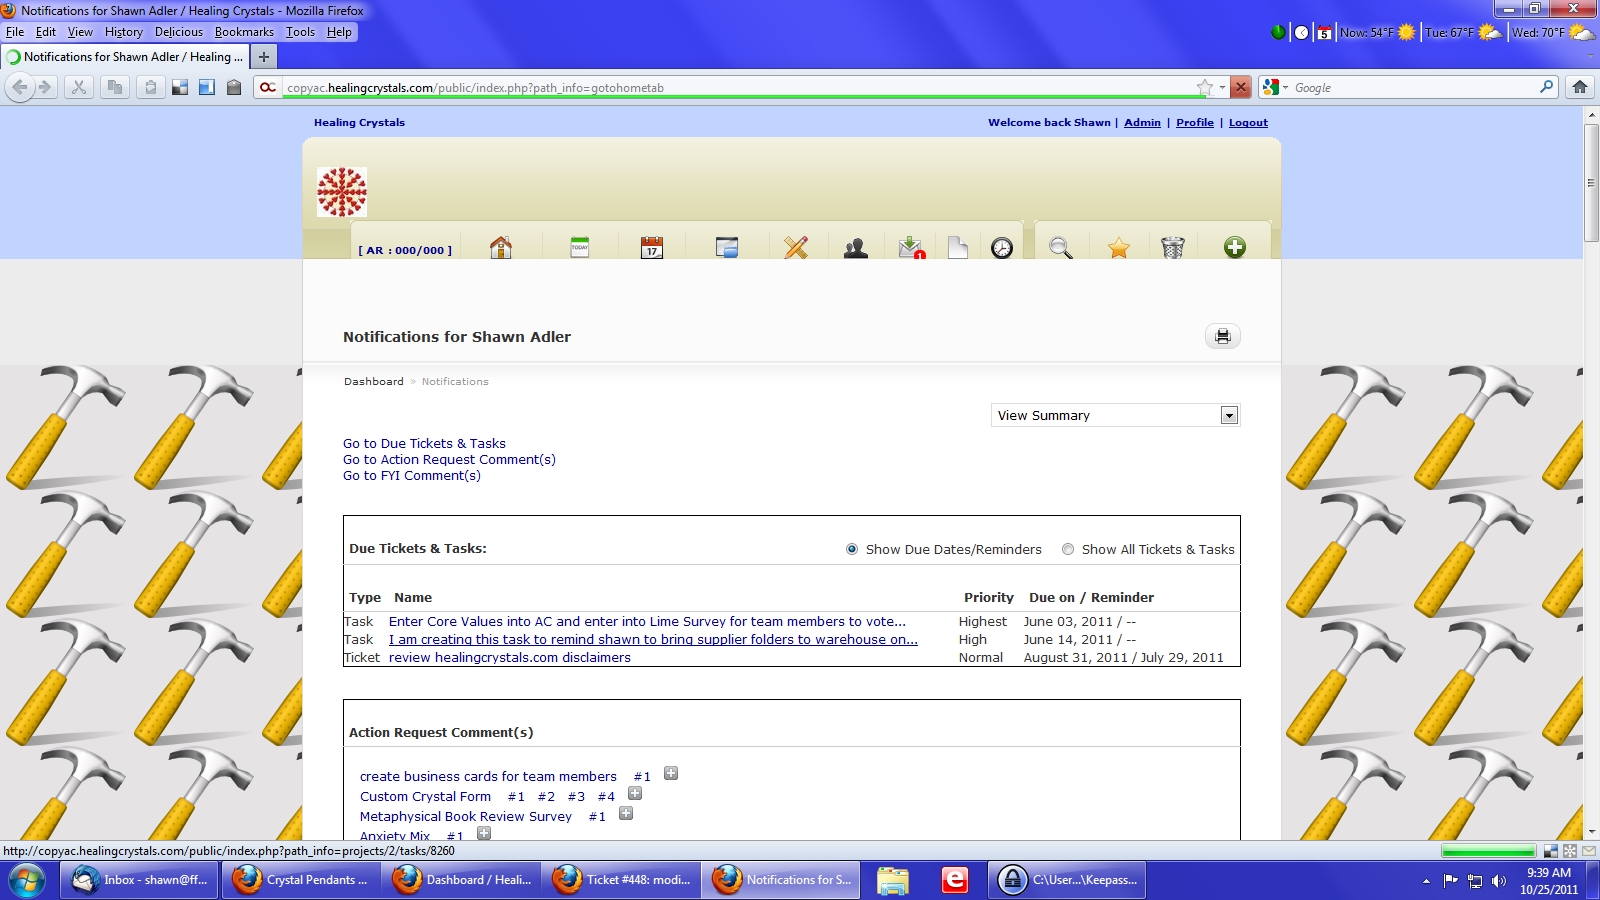 Notifications for Shawn Adler / Healing Crystals - Mozilla Firefox
File Edit View History Delicious Bookmarks Tools Help
5 Now: 54°F Tue: 67°F Wed: 70°F
Notifications for Shawn Adler / Healing ...
copyac.healingcrystals.com/public/index.php?path_info=gotohometab
Google
Healing Crystals
Welcome back Shawn | Admin | Profile | Logout
[ AR : 000/000 ]
TODAY
17
1
Notifications for Shawn Adler
Dashboard » Notifications
View Summary
Go to Due Tickets & Tasks
Go to Action Request Comment(s)
Go to FYI Comment(s)
Due Tickets & Tasks: Show Due Dates/Reminders Show All Tickets & Tasks
Type Name Priority Due on / Reminder
Task Enter Core Values into AC and enter into Lime Survey for team members to vote... Highest June 03, 2011 / --
Task I am creating this task to remind shawn to bring supplier folders to warehouse on... High June 14, 2011 / --
Ticket review healingcrystals.com disclaimers Normal August 31, 2011 / July 29, 2011
Action Request Comment(s)
create business cards for team members #1
Custom Crystal Form #1 #2 #3 #4
Metaphysical Book Review Survey #1
Anxiety Mix #1
http://copyac.healingcrystals.com/public/index.php?path_info=projects/2/tasks/8260
Inbox - shawn@ff... Crystal Pendants ... Dashboard / Heali... Ticket #448: modi... Notifications for S... C:\User...\Keepass...
9:39 AM
10/25/2011